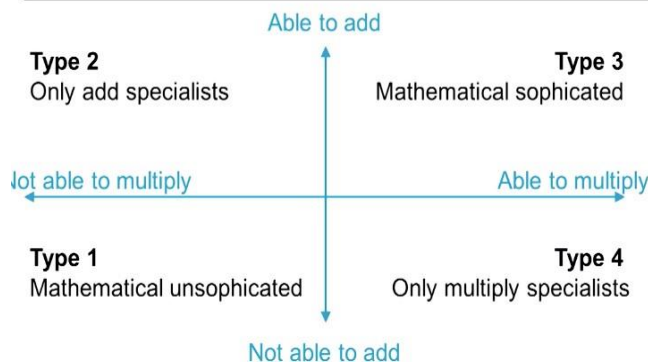 Able to add
Type 2
Only add specialists
Type 3
Mathematical sophicated
Not able to multiply
Able to multiply
Type 1
Mathematical unsophicated
Type 4
Only multiply specialists
Not able to add